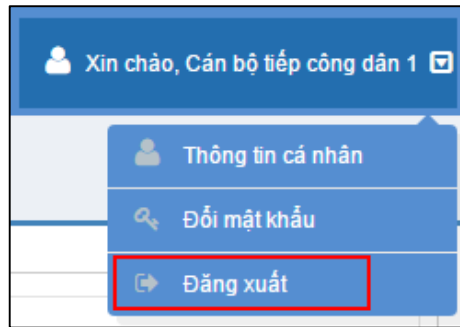 Xin chào, Cán bộ tiếp công dân 1
Thông tin cá nhân
Đổi mật khẩu
Đăng xuất